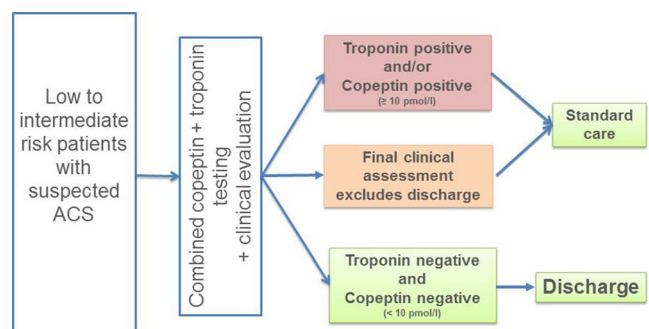 Low to
intermediate
risk patients
with
suspected
ACS
Combined copeptin + troponin
testing
+ clinical evaluation
Troponin positive
and/or
Copeptin positive
(≥ 10 pmol/l)
Final clinical
assessment
excludes discharge
Troponin negative
and
Copeptin negative
(< 10 pmol/l)
Standard
care
Discharge